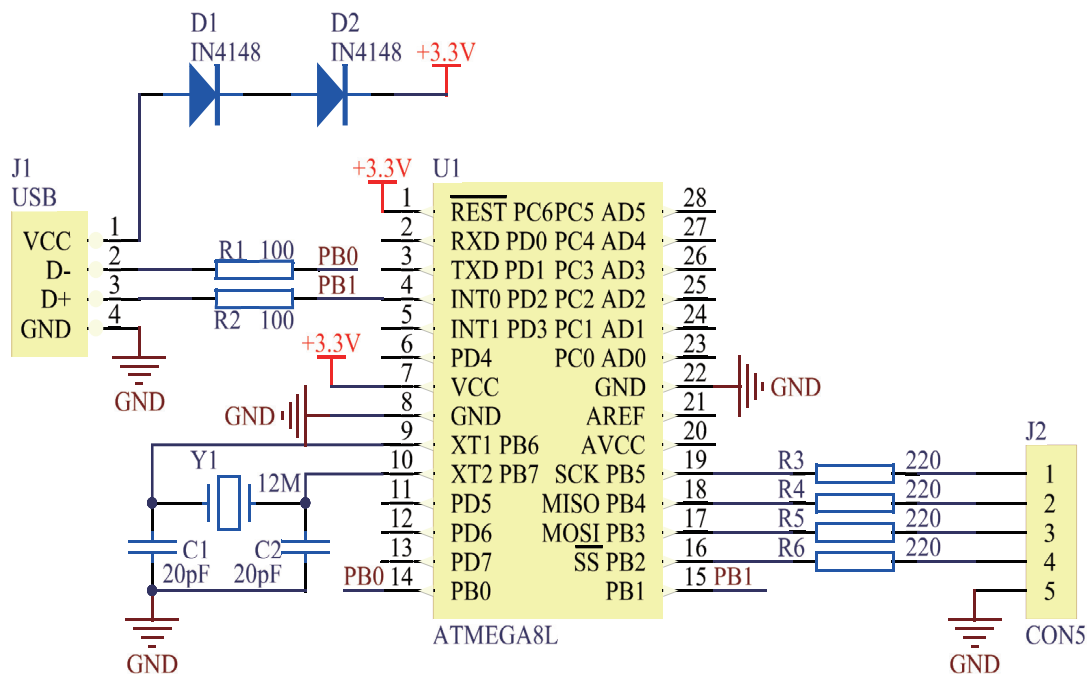 D1
IN4148
D2
IN4148
+3.3V
J1
USB
VCC 1
D- 2
D+ 3
GND 4
GND
R1 100
PB0
PB1
R2 100
+3.3V
U1
1 REST PC6 PC5 AD5 28
2 RXD PD0 PC4 AD4 27
3 TXD PD1 PC3 AD3 26
4 INT0 PD2 PC2 AD2 25
5 INT1 PD3 PC1 AD1 24
6 PD4 PC0 AD0 23
7 VCC GND 22
8 GND AREF 21
9 XT1 PB6 AVCC 20
10 XT2 PB7 SCK PB5 19
11 PD5 MISO PB4 18
12 PD6 MOSI PB3 17
13 PD7 SS PB2 16
14 PB0 PB1 15
ATMEGA8L
+3.3V
GND
GND
Y1
12M
C1
20pF
C2
20pF
GND
PB0
PB1
R3 220
R4 220
R5 220
R6 220
J2
1
2
3
4
5
CON5
GND